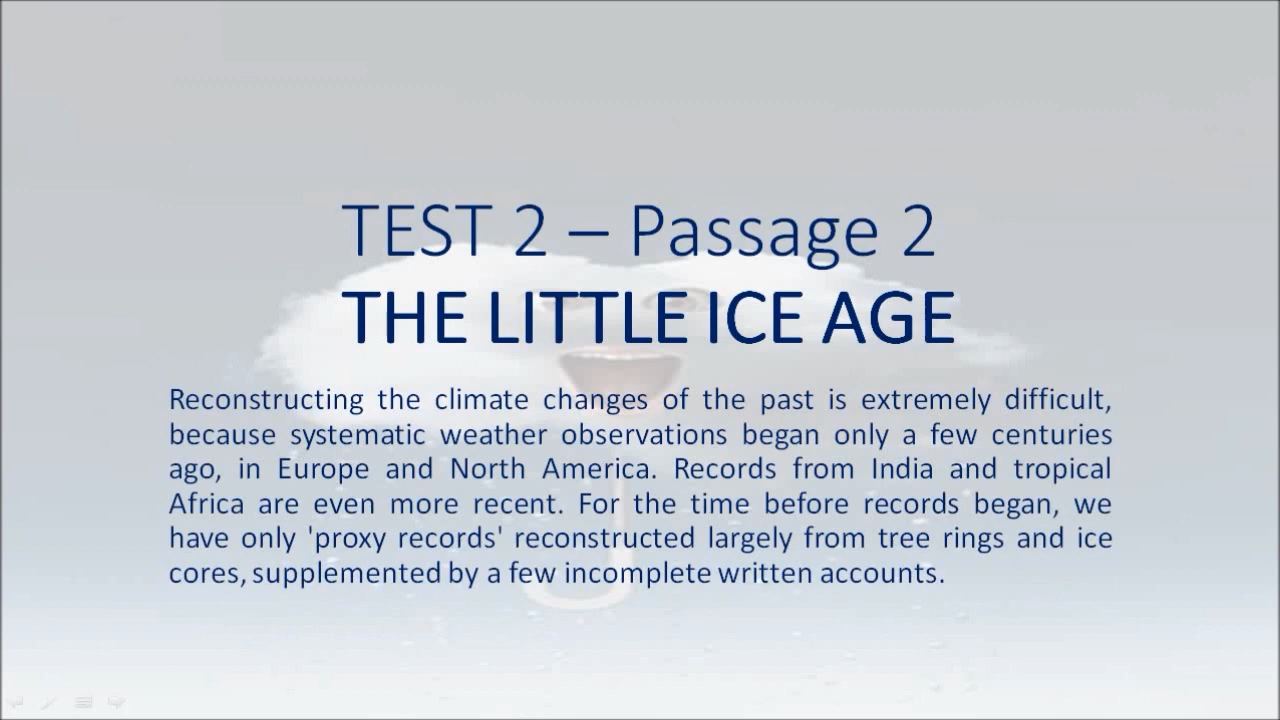 TEST 2 – Passage 2
THE LITTLE ICE AGE
Reconstructing the climate changes of the past is extremely difficult,
because systematic weather observations began only a few centuries
ago, in Europe and North America. Records from India and tropical
Africa are even more recent. For the time before records began, we
have only 'proxy records' reconstructed largely from tree rings and ice
cores, supplemented by a few incomplete written accounts.